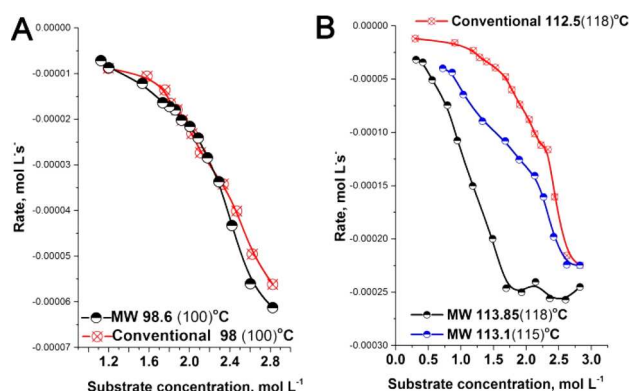 A
0.00000
-0.00001
-0.00002
-0.00003
-0.00004
-0.00005
-0.00006
-0.00007
Rate, mol L⁻s⁻
1.2
1.6
2.0
2.4
2.8
Substrate concentration, mol L⁻¹
MW 98.6 (100)°C
Conventional 98 (100)°C
B
Conventional 112.5(118)°C
0.00000
-0.00005
-0.00010
-0.00015
-0.00020
-0.00025
-0.00030
Rate, mol L⁻s⁻
0.0
0.5
1.0
1.5
2.0
2.5
3.0
Substrate concentration, mol L⁻¹
MW 113.85(118)°C
MW 113.1(115)°C